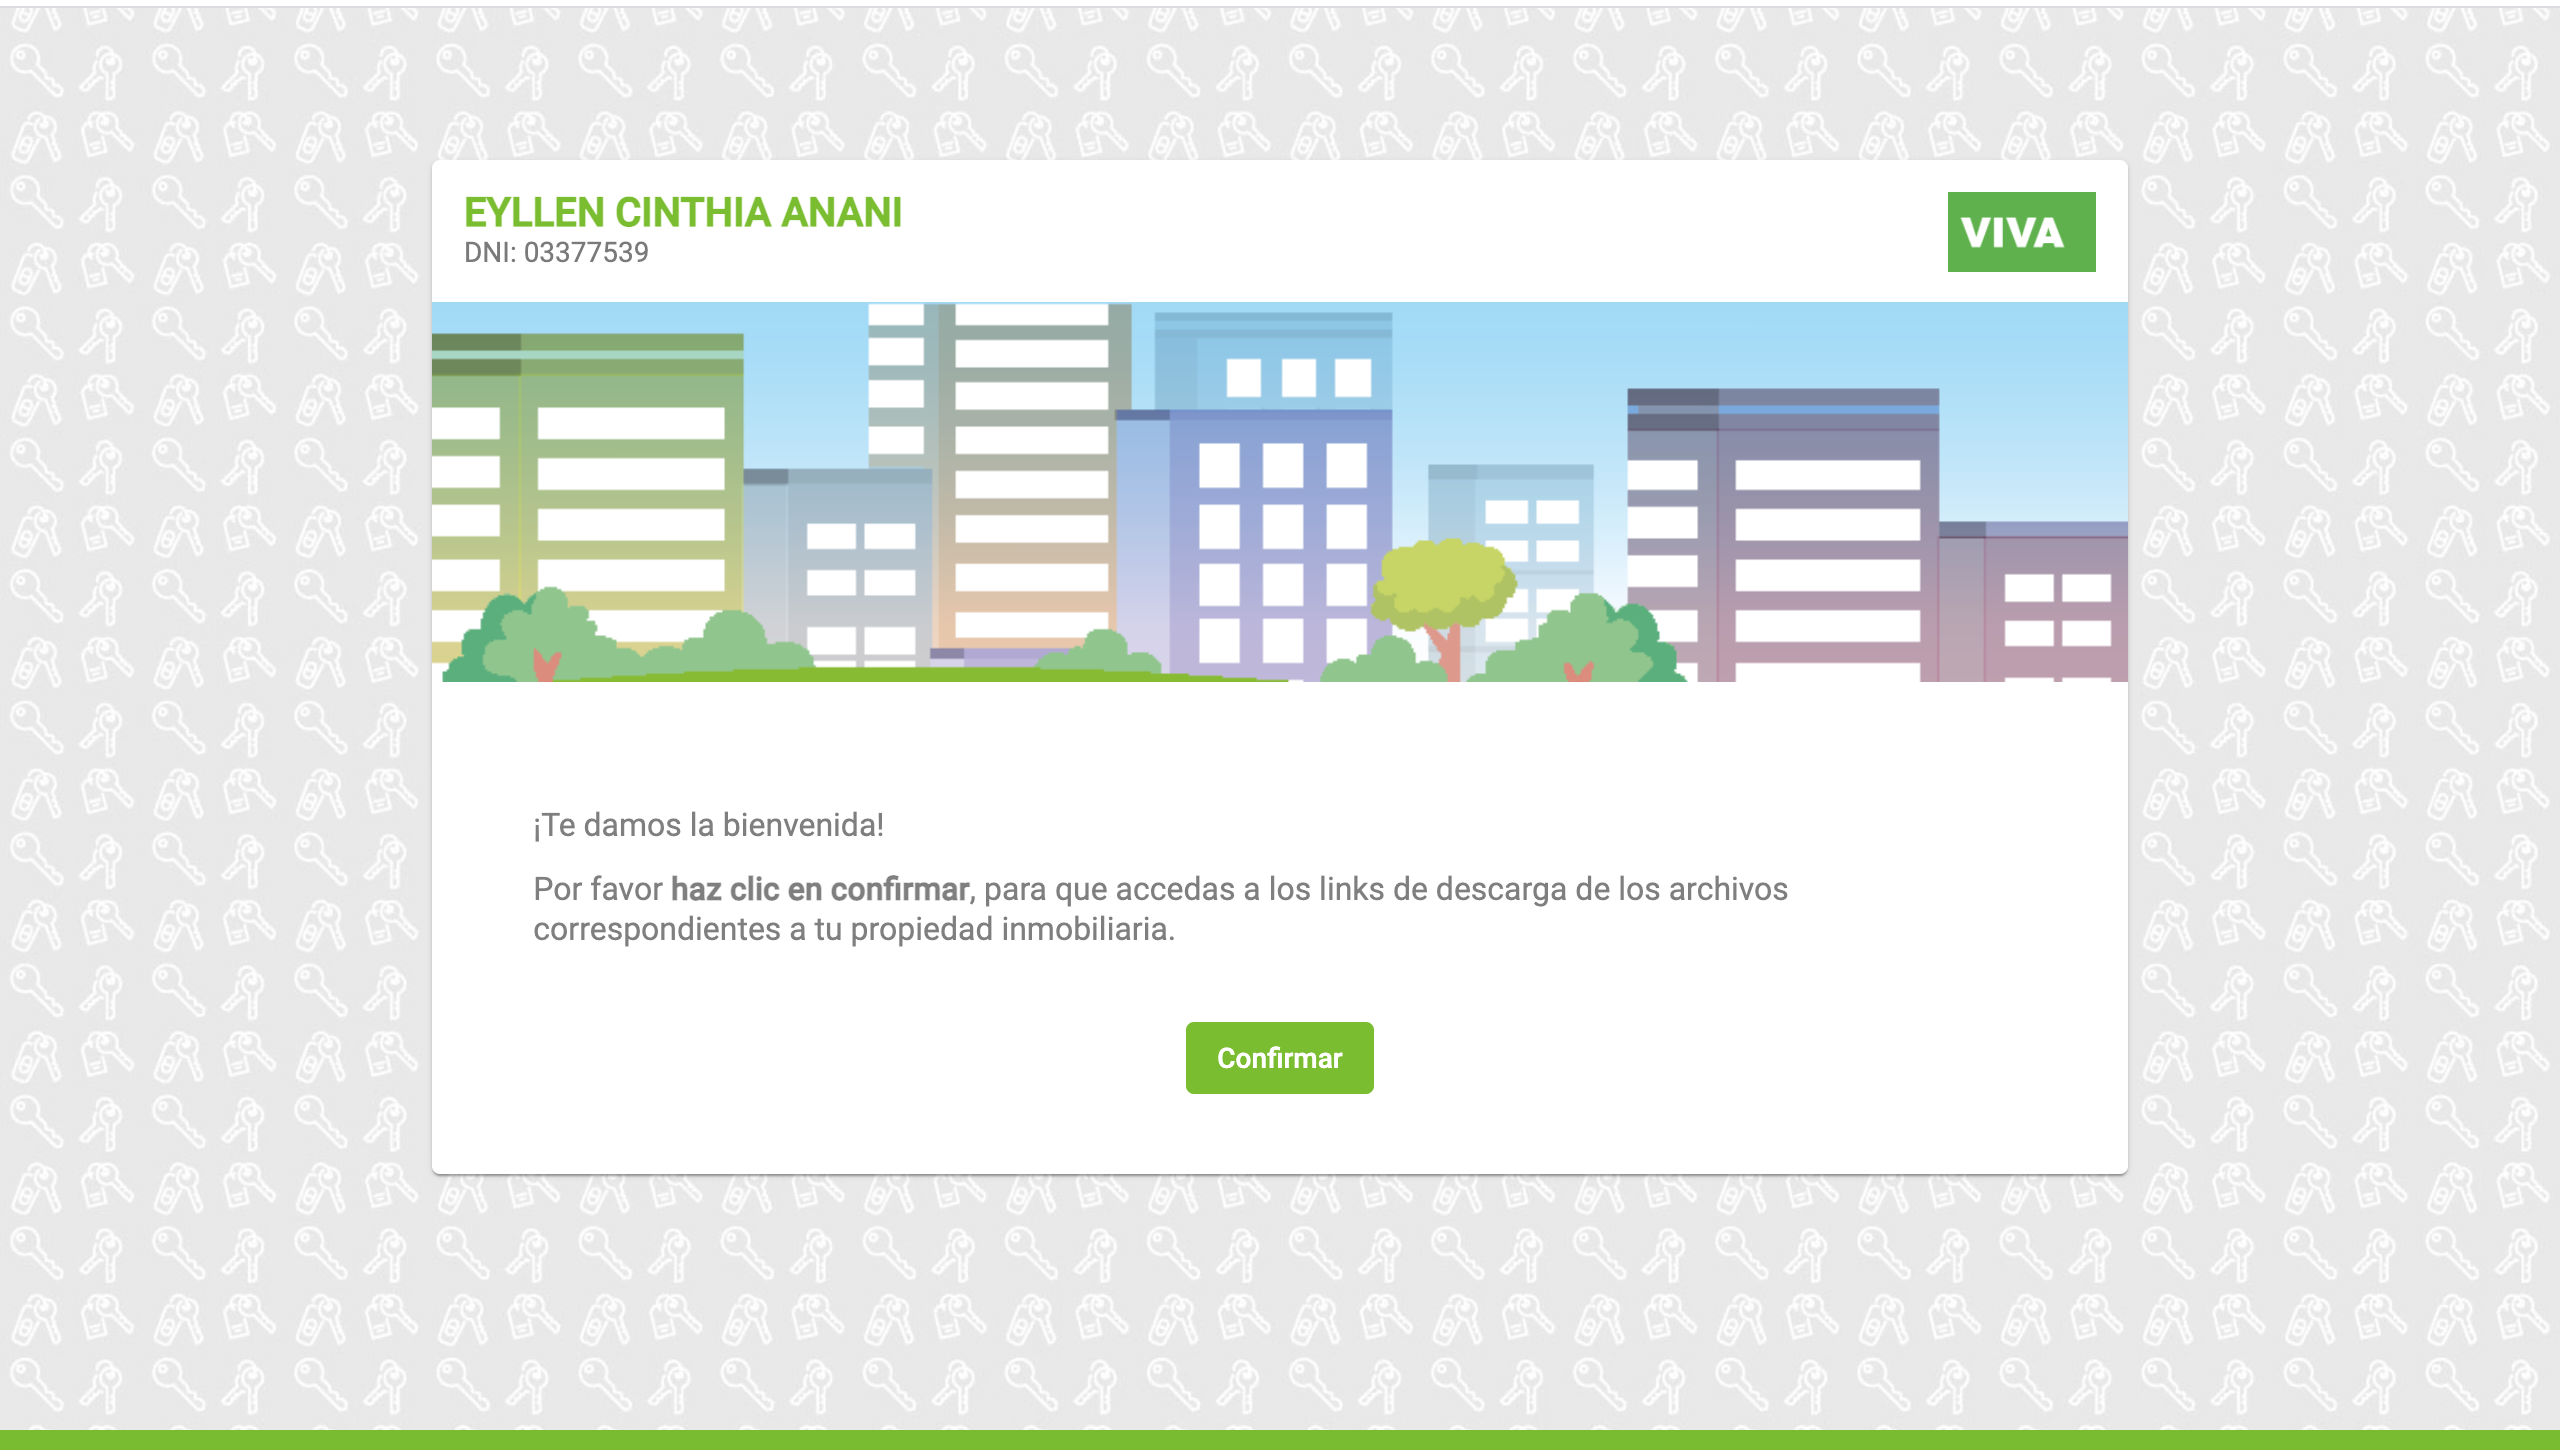 EYLLEN CINTHIA ANANI
DNI: 03377539
VIVA
¡Te damos la bienvenida!
Por favor haz clic en confirmar, para que accedas a los links de descarga de los archivos
correspondientes a tu propiedad inmobiliaria.
Confirmar